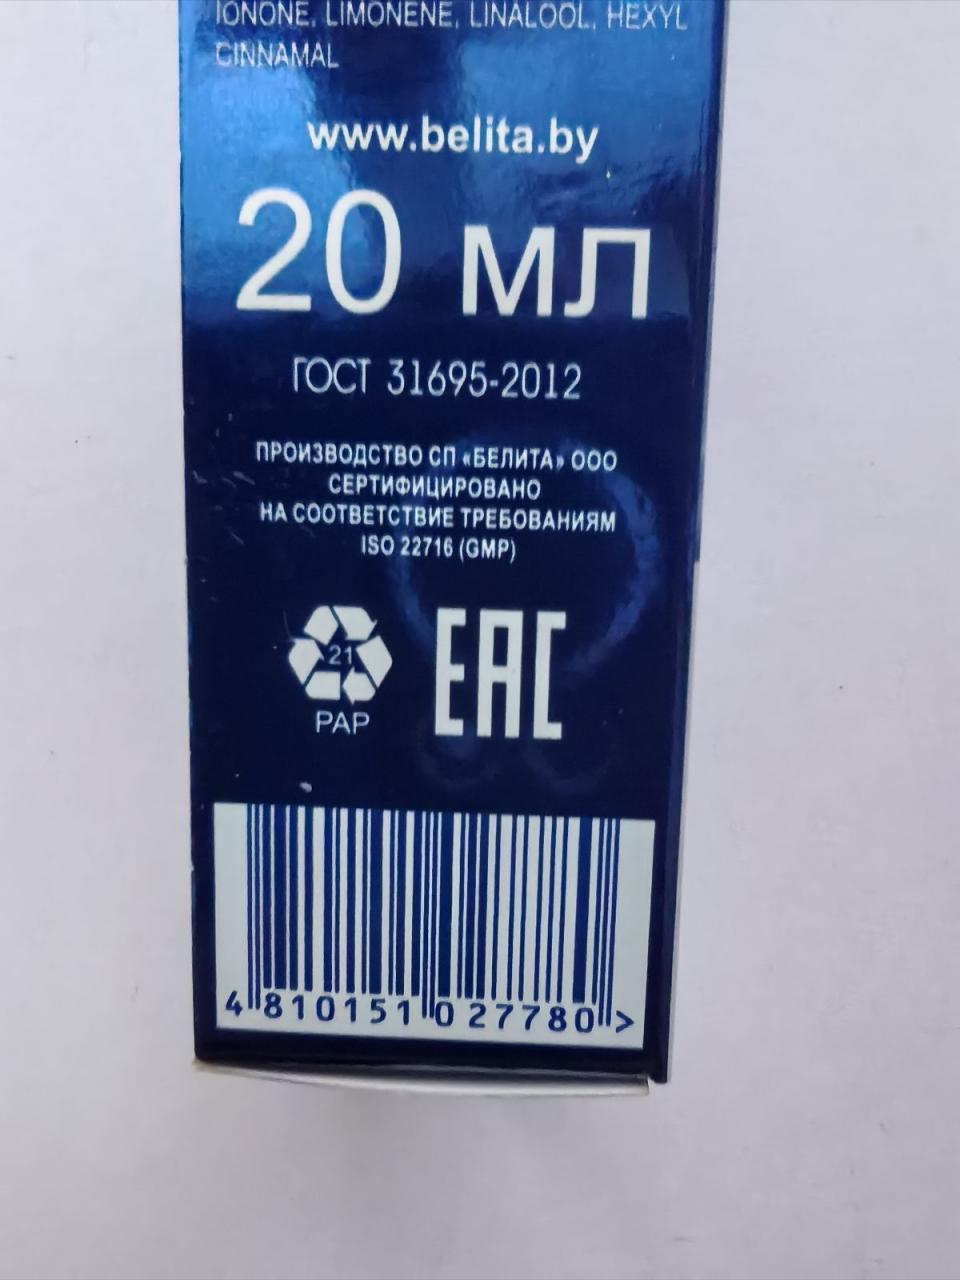 IONONE, LIMONENE, LINALOOL, HEXYL
CINNAMAL
www.belita.by
20 мл
ГОСТ 31695-2012
ПРОИЗВОДСТВО СП «БЕЛИТА» ООО
СЕРТИФИЦИРОВАНО
НА СООТВЕТСТВИЕ ТРЕБОВАНИЯМ
ISO 22716 (GMP)
21
PAP
EAC
4 810151 027780 >